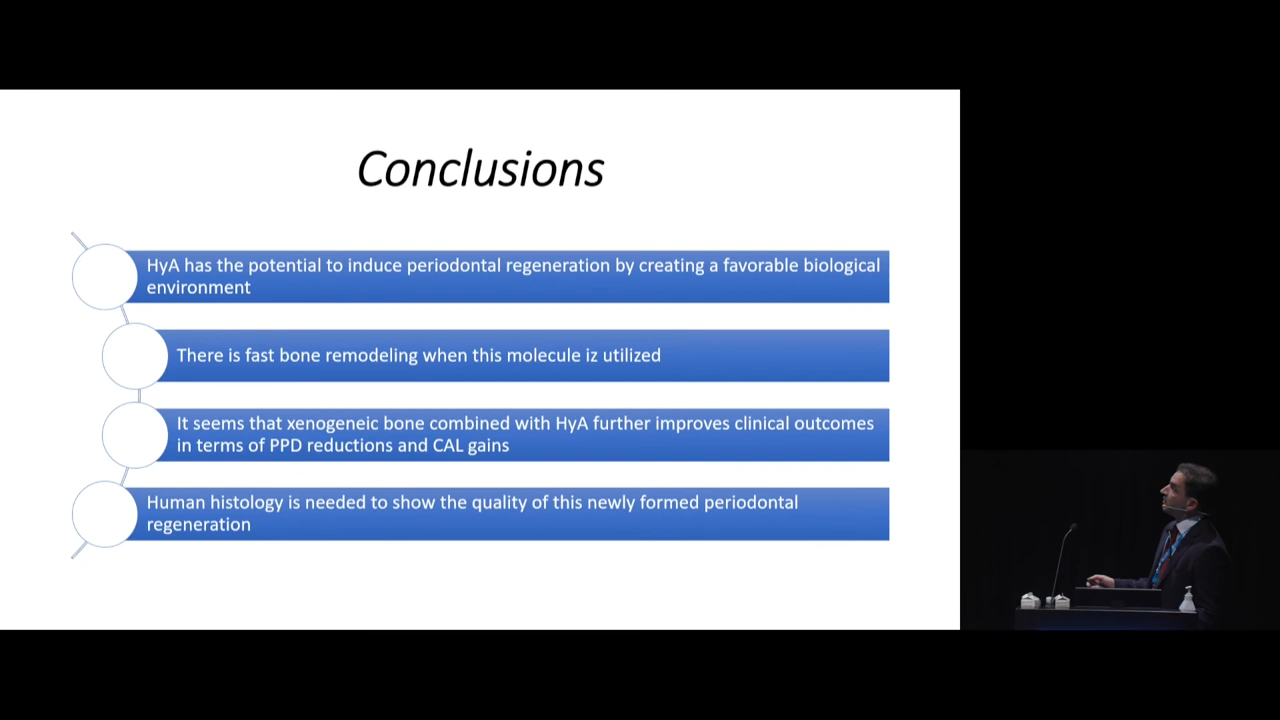 Conclusions
HyA has the potential to induce periodontal regeneration by creating a favorable biological
environment
There is fast bone remodeling when this molecule iz utilized
It seems that xenogeneic bone combined with HyA further improves clinical outcomes
in terms of PPD reductions and CAL gains
Human histology is needed to show the quality of this newly formed periodontal
regeneration